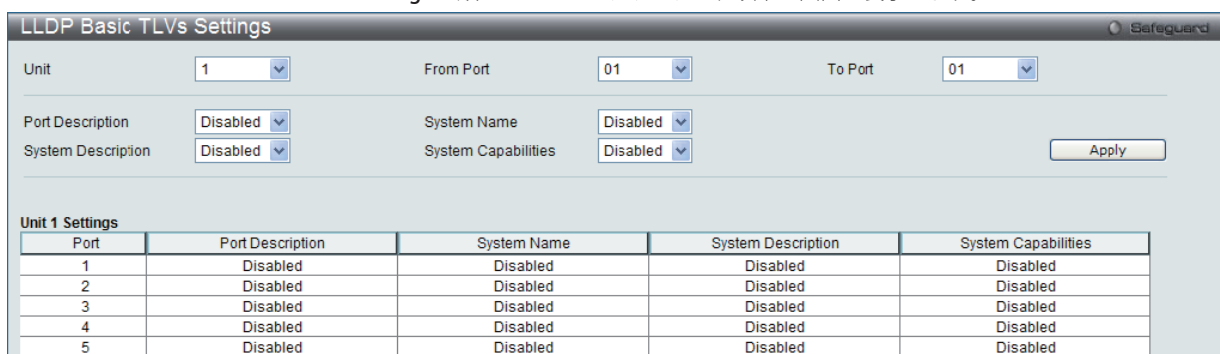 LLDP Basic TLVs Settings Safeguard
Unit 1 From Port 01 To Port 01
Port Description Disabled System Name Disabled
System Description Disabled System Capabilities Disabled Apply
Unit 1 Settings
Port Port Description System Name System Description System Capabilities
1 Disabled Disabled Disabled Disabled
2 Disabled Disabled Disabled Disabled
3 Disabled Disabled Disabled Disabled
4 Disabled Disabled Disabled Disabled
5 Disabled Disabled Disabled Disabled